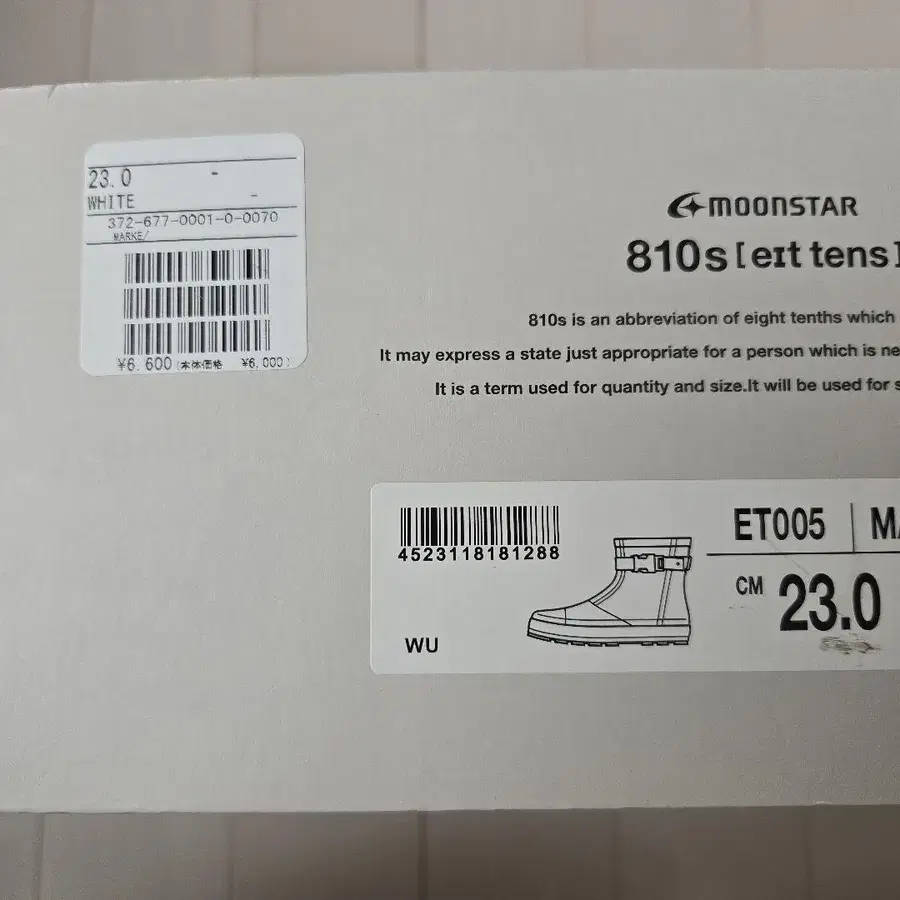 23.0 -
WHITE -
372-677-0001-0-0070
MARKE/
¥6,600 (本体価格 ¥6,000)
MOONSTAR
810s [eɪt tens]
810s is an abbreviation of eight tenths which
It may express a state just appropriate for a person which is
It is a term used for quantity and size.It will be used for
4523118181288
WU
ET005
CM 23.0